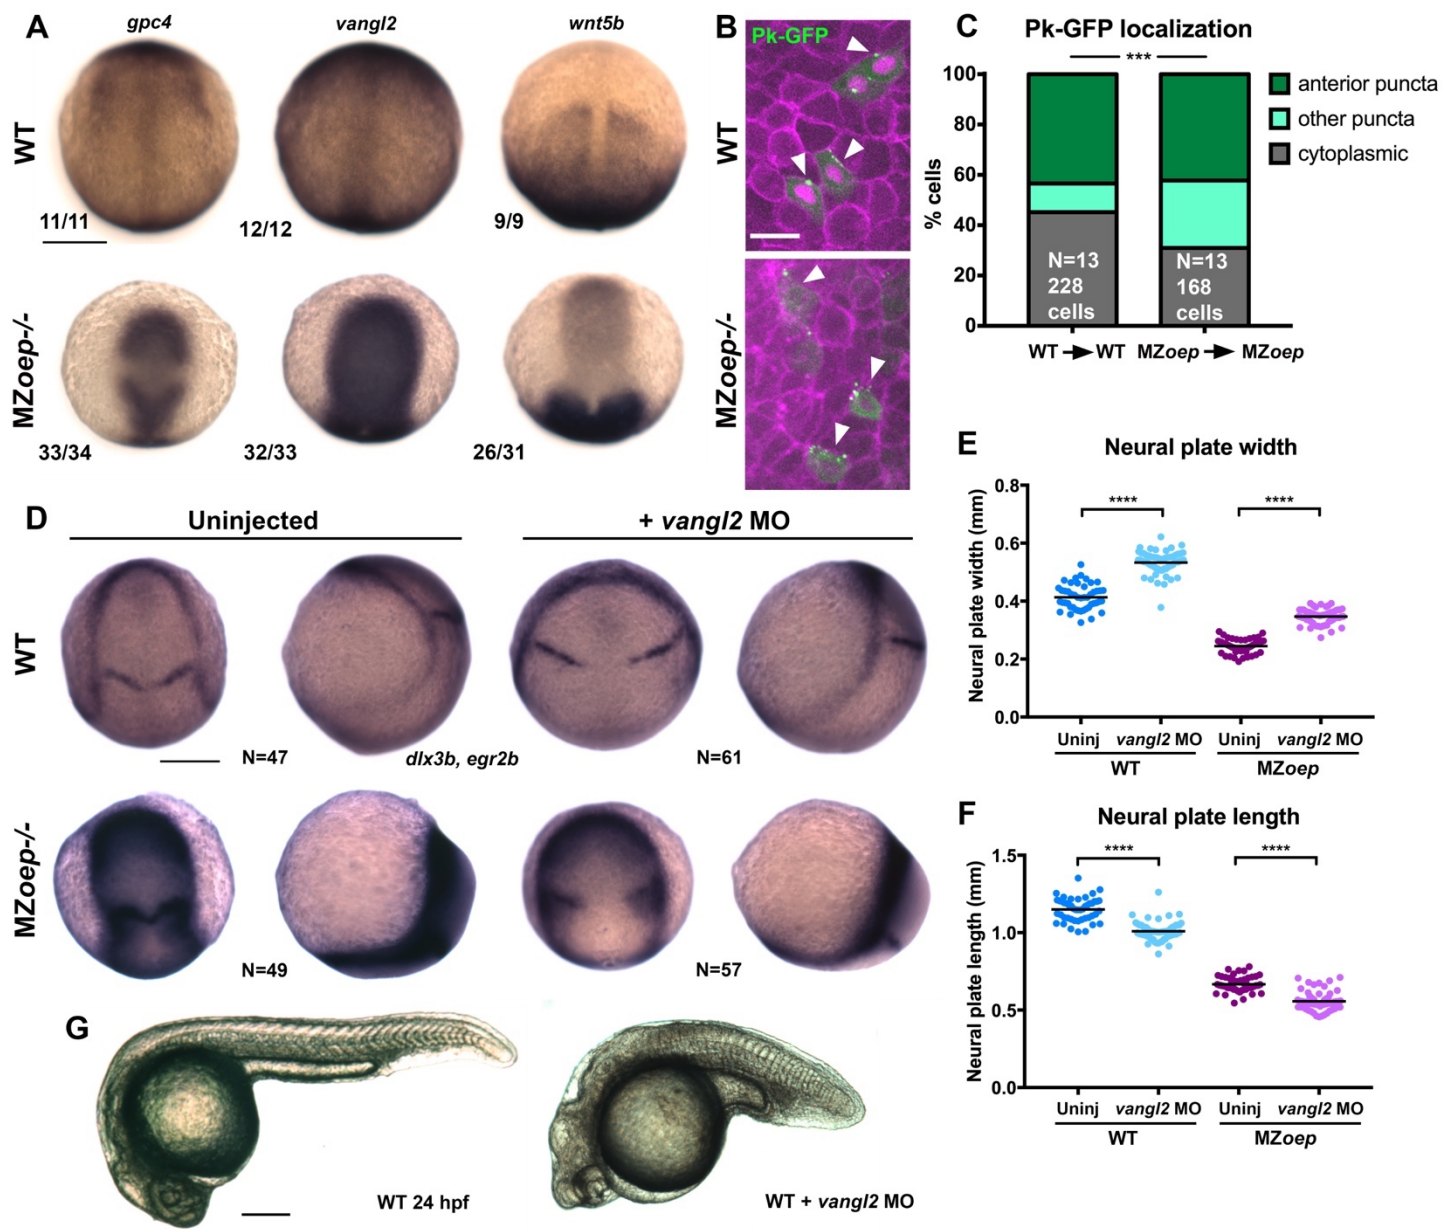 A
gpc4
vangl2
wnt5b
WT
11/11
12/12
9/9
MZoep-/-
33/34
32/33
26/31
B
Pk-GFP
WT
MZoep-/-
C
Pk-GFP localization
***
100
80
60
40
20
0
% cells
N=13
228
cells
N=13
168
cells
WT WT MZoep MZoep
anterior puncta
other puncta
cytoplasmic
D
Uninjected
+ vangl2 MO
WT
N=47
dlx3b, egr2b
N=61
MZoep-/-
N=49
N=57
E
Neural plate width
Neural plate width (mm)
0.8
0.6
0.4
0.2
0.0
****
****
Uninj vangl2 MO Uninj vangl2 MO
WT MZoep
F
Neural plate length
Neural plate length (mm)
1.5
1.0
0.5
0.0
****
****
Uninj vangl2 MO Uninj vangl2 MO
WT MZoep
G
WT 24 hpf
WT + vangl2 MO